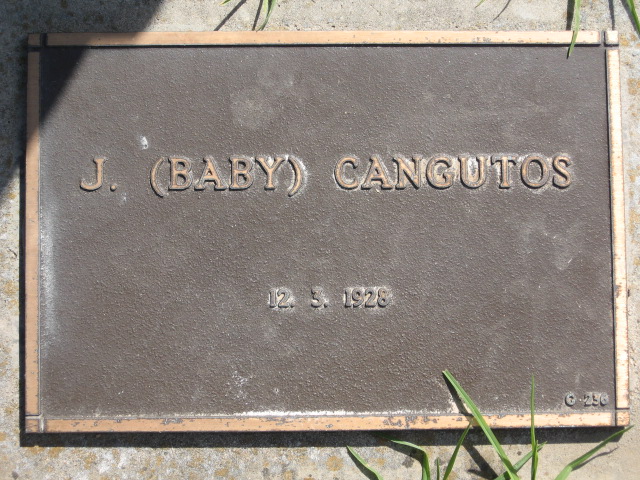 J. (BABY) CANGUTOS
12. 3. 1928
G-236